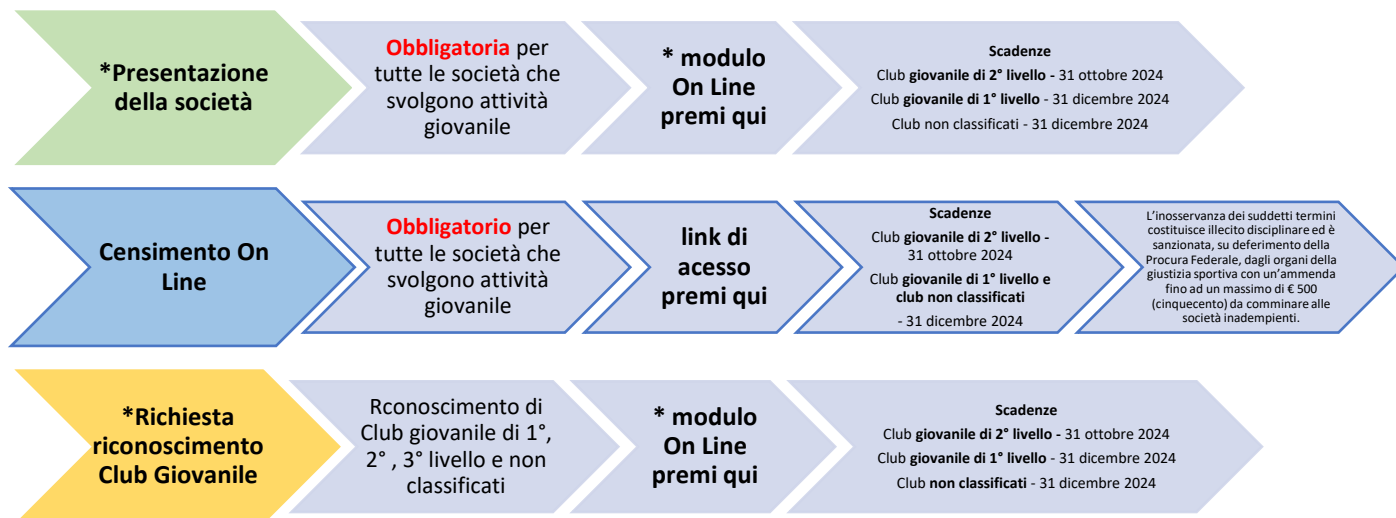 *Presentazione
della società
Obbligatoria per
tutte le società che
svolgono attività
giovanile
* modulo
On Line
premi qui
Scadenze
Club giovanile di 2° livello - 31 ottobre 2024
Club giovanile di 1° livello - 31 dicembre 2024
Club non classificati - 31 dicembre 2024
Censimento On
Line
Obbligatorio per
tutte le società che
svolgono attività
giovanile
link di
acesso
premi qui
Scadenze
Club giovanile di 2° livello -
31 ottobre 2024
Club giovanile di 1° livello e
club non classificati
- 31 dicembre 2024
L'inosservanza dei suddetti termini
costituisce illecito disciplinare ed è
sanzionata, su deferimento della
Procura Federale, dagli organi della
giustizia sportiva con un'ammenda
fino ad un massimo di € 500
(cinquecento) da comminare alle
società inadempienti.
*Richiesta
riconoscimento
Club Giovanile
Rconoscimento di
Club giovanile di 1°,
2° , 3° livello e non
classificati
* modulo
On Line
premi qui
Scadenze
Club giovanile di 2° livello - 31 ottobre 2024
Club giovanile di 1° livello - 31 dicembre 2024
Club non classificati - 31 dicembre 2024